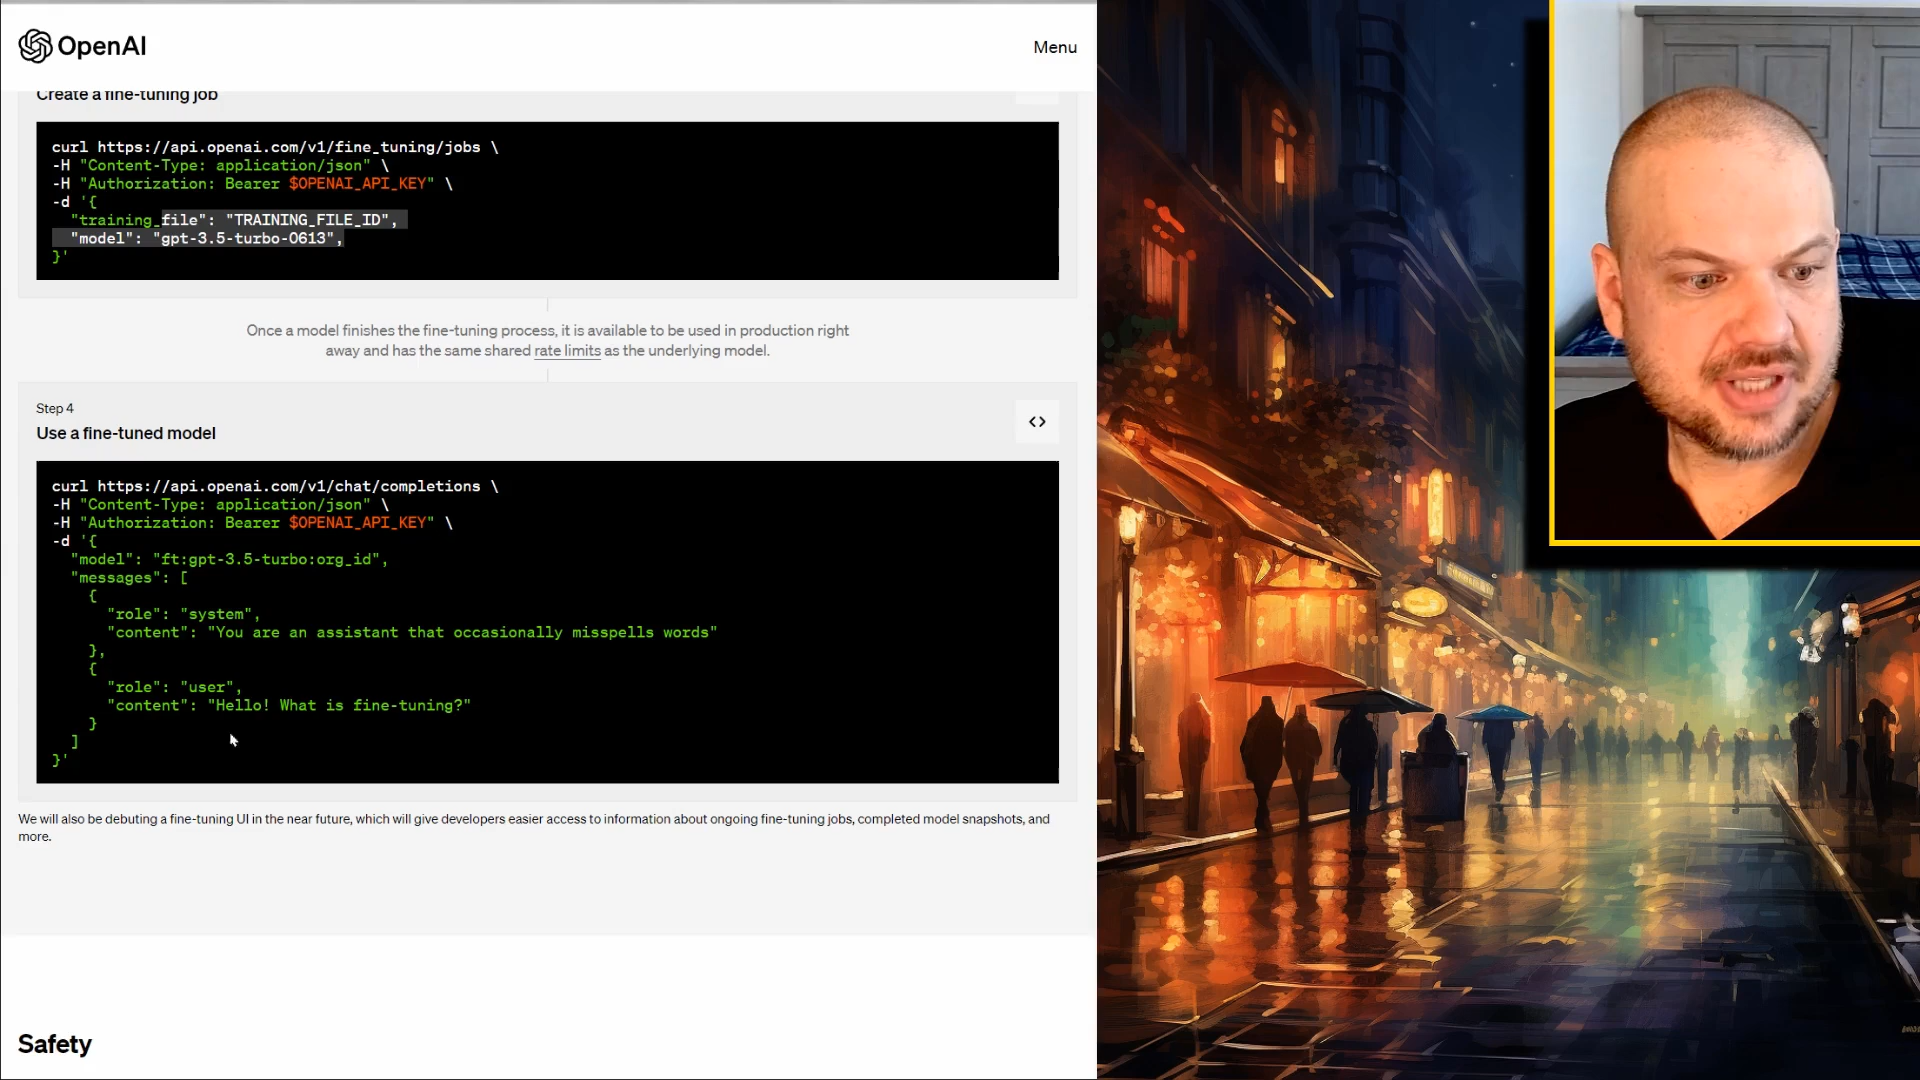 OpenAI
Menu
Create a fine-tuning job
curl https://api.openai.com/v1/fine_tuning/jobs \
-H "Content-Type: application/json" \
-H "Authorization: Bearer $OPENAI_API_KEY" \
-d '{
"training_file": "TRAINING_FILE_ID",
"model": "gpt-3.5-turbo-0613",
}'
Once a model finishes the fine-tuning process, it is available to be used in production right
away and has the same shared rate limits as the underlying model.
Step 4
Use a fine-tuned model
<>
curl https://api.openai.com/v1/chat/completions \
-H "Content-Type: application/json" \
-H "Authorization: Bearer $OPENAI_API_KEY" \
-d '{
"model": "ft:gpt-3.5-turbo:org_id",
"messages": [
{
"role": "system",
"content": "You are an assistant that occasionally misspells words"
},
{
"role": "user",
"content": "Hello! What is fine-tuning?"
}
]
}'
We will also be debuting a fine-tuning UI in the near future, which will give developers easier access to information about ongoing fine-tuning jobs, completed model snapshots, and
more.
Safety